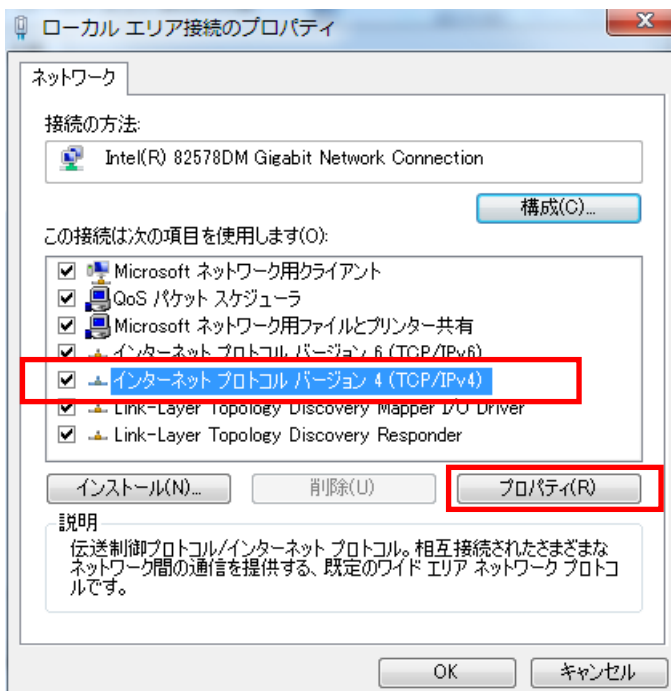 ローカル エリア接続のプロパティ
ネットワーク
接続の方法:
Intel(R) 82578DM Gigabit Network Connection
構成(C)...
この接続は次の項目を使用します(O):
Microsoft ネットワーク用クライアント
QoS パケット スケジューラ
Microsoft ネットワーク用ファイルとプリンター共有
インターネット プロトコル バージョン 6 (TCP/IPv6)
インターネット プロトコル バージョン 4 (TCP/IPv4)
Link-Layer Topology Discovery Mapper I/O Driver
Link-Layer Topology Discovery Responder
インストール(N)... 削除(U) プロパティ(R)
説明
伝送制御プロトコル/インターネット プロトコル。相互接続されたさまざまな
ネットワーク間の通信を提供する、既定のワイド エリア ネットワーク プロトコ
ルです。
OK キャンセル